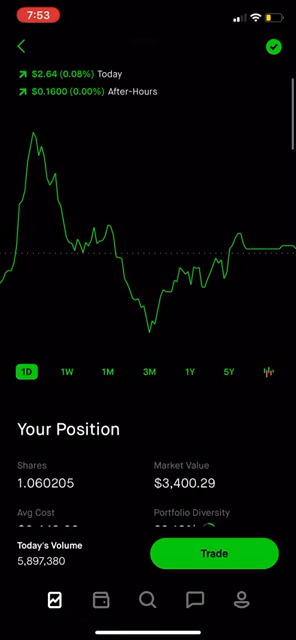 7:53
$2.64 (0.08%) Today
$0.1600 (0.00%) After-Hours
1D 1W 1M 3M 1Y 5Y
Your Position
Shares Market Value
1.060205 $3,400.29
Avg Cost Portfolio Diversity
Today's Volume
5,897,380
Trade